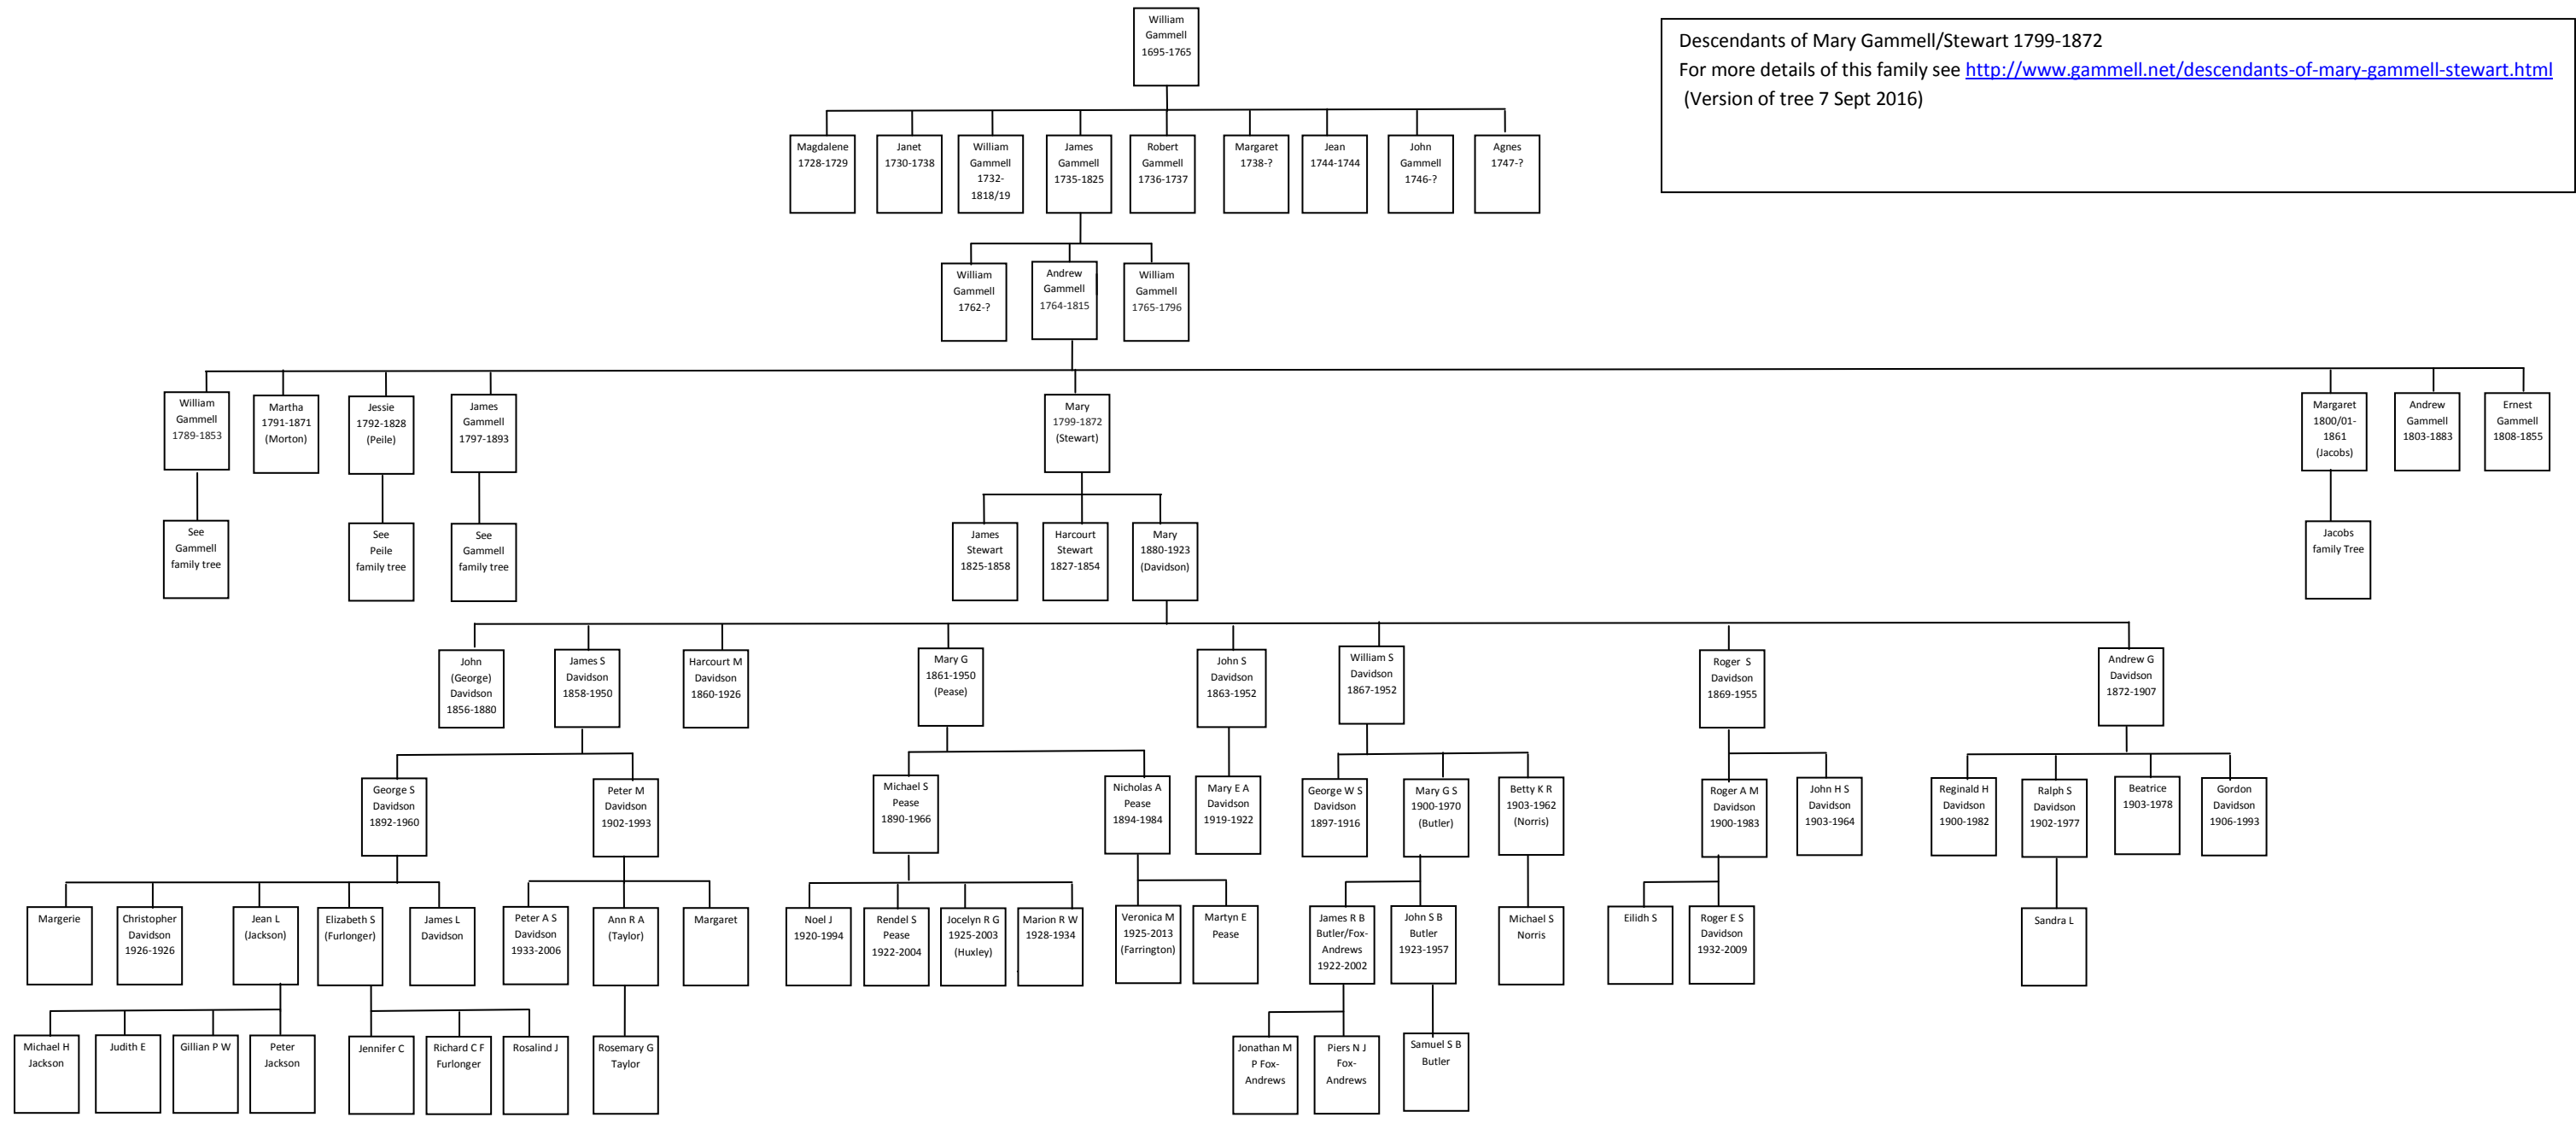 William
Gammell
1695-1765
Descendants of Mary Gammell/Stewart 1799-1872
For more details of this family see http://www.gammell.net/descendants-of-mary-gammell-stewart.html
(Version of tree 7 Sept 2016)
Magdalene
1728-1729
Janet
1730-1738
William
Gammell
1732-
1818/19
James
Gammell
1735-1825
Robert
Gammell
1736-1737
Margaret
1738-?
Jean
1744-1744
John
Gammell
1746-?
Agnes
1747-?
William
Gammell
1762-?
Andrew
Gammell
1764-1815
William
Gammell
1765-1796
William
Gammell
1789-1853
Martha
1791-1871
(Morton)
Jessie
1792-1828
(Peile)
James
Gammell
1797-1893
Mary
1799-1872
(Stewart)
Margaret
1800/01-
1861
(Jacobs)
Andrew
Gammell
1803-1883
Ernest
Gammell
1808-1855
See
Gammell
family tree
See
Peile
family tree
See
Gammell
family tree
James
Stewart
1825-1858
Harcourt
Stewart
1827-1854
Mary
1880-1923
(Davidson)
Jacobs
family Tree
John
(George)
Davidson
1856-1880
James S
Davidson
1858-1950
Harcourt M
Davidson
1860-1926
Mary G
1861-1950
(Pease)
John S
Davidson
1863-1952
William S
Davidson
1867-1952
Roger S
Davidson
1869-1955
Andrew G
Davidson
1872-1907
George S
Davidson
1892-1960
Peter M
Davidson
1902-1993
Michael S
Pease
1890-1966
Nicholas A
Pease
1894-1984
Mary E A
Davidson
1919-1922
George W S
Davidson
1897-1916
Mary G S
1900-1970
(Butler)
Betty K R
1903-1962
(Norris)
Roger A M
Davidson
1900-1983
John H S
Davidson
1903-1964
Reginald H
Davidson
1900-1982
Ralph S
Davidson
1902-1977
Beatrice
1903-1978
Gordon
Davidson
1906-1993
Margerie
Christopher
Davidson
1926-1926
Jean L
(Jackson)
Elizabeth S
(Furlonger)
James L
Davidson
Peter A S
Davidson
1933-2006
Ann R A
(Taylor)
Margaret
Noel J
1920-1994
Rendel S
Pease
1922-2004
Jocelyn R G
1925-2003
(Huxley)
Marion R W
1928-1934
Veronica M
1925-2013
(Farrington)
Martyn E
Pease
James R B
Butler/Fox-
Andrews
1922-2002
John S B
Butler
1923-1957
Michael S
Norris
Eilidh S
Roger E S
Davidson
1932-2009
Sandra L
Michael H
Jackson
Judith E
Gillian P W
Peter
Jackson
Jennifer C
Richard C F
Furlonger
Rosalind J
Rosemary G
Taylor
Jonathan M
P Fox-
Andrews
Piers N J
Fox-
Andrews
Samuel S B
Butler